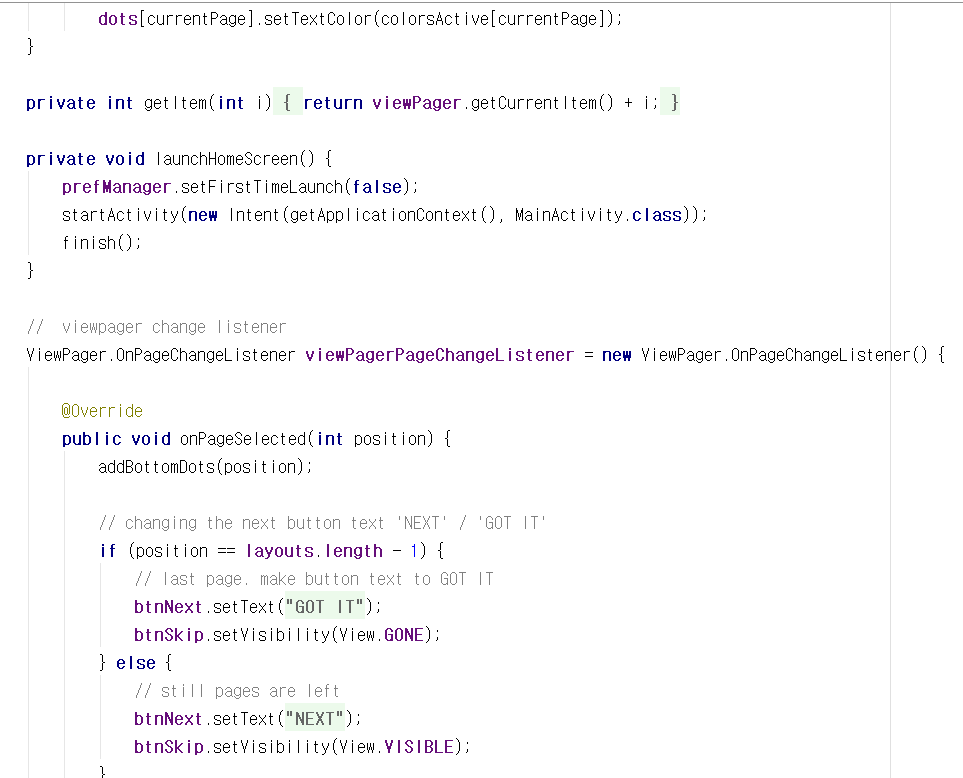 dots[currentPage].setTextColor(colorsActive[currentPage]);
}
private int getItem(int i) { return viewPager.getCurrentItem() + i; }
private void launchHomeScreen() {
prefManager.setFirstTimeLaunch(false);
startActivity(new Intent(getApplicationContext(), MainActivity.class));
finish();
}
//  viewpager change listener
ViewPager.OnPageChangeListener viewPagerPageChangeListener = new ViewPager.OnPageChangeListener() {
@Override
public void onPageSelected(int position) {
addBottomDots(position);
// changing the next button text 'NEXT' / 'GOT IT'
if (position == layouts.length - 1) {
// last page. make button text to GOT IT
btnNext.setText("GOT IT");
btnSkip.setVisibility(View.GONE);
} else {
// still pages are left
btnNext.setText("NEXT");
btnSkip.setVisibility(View.VISIBLE);
}